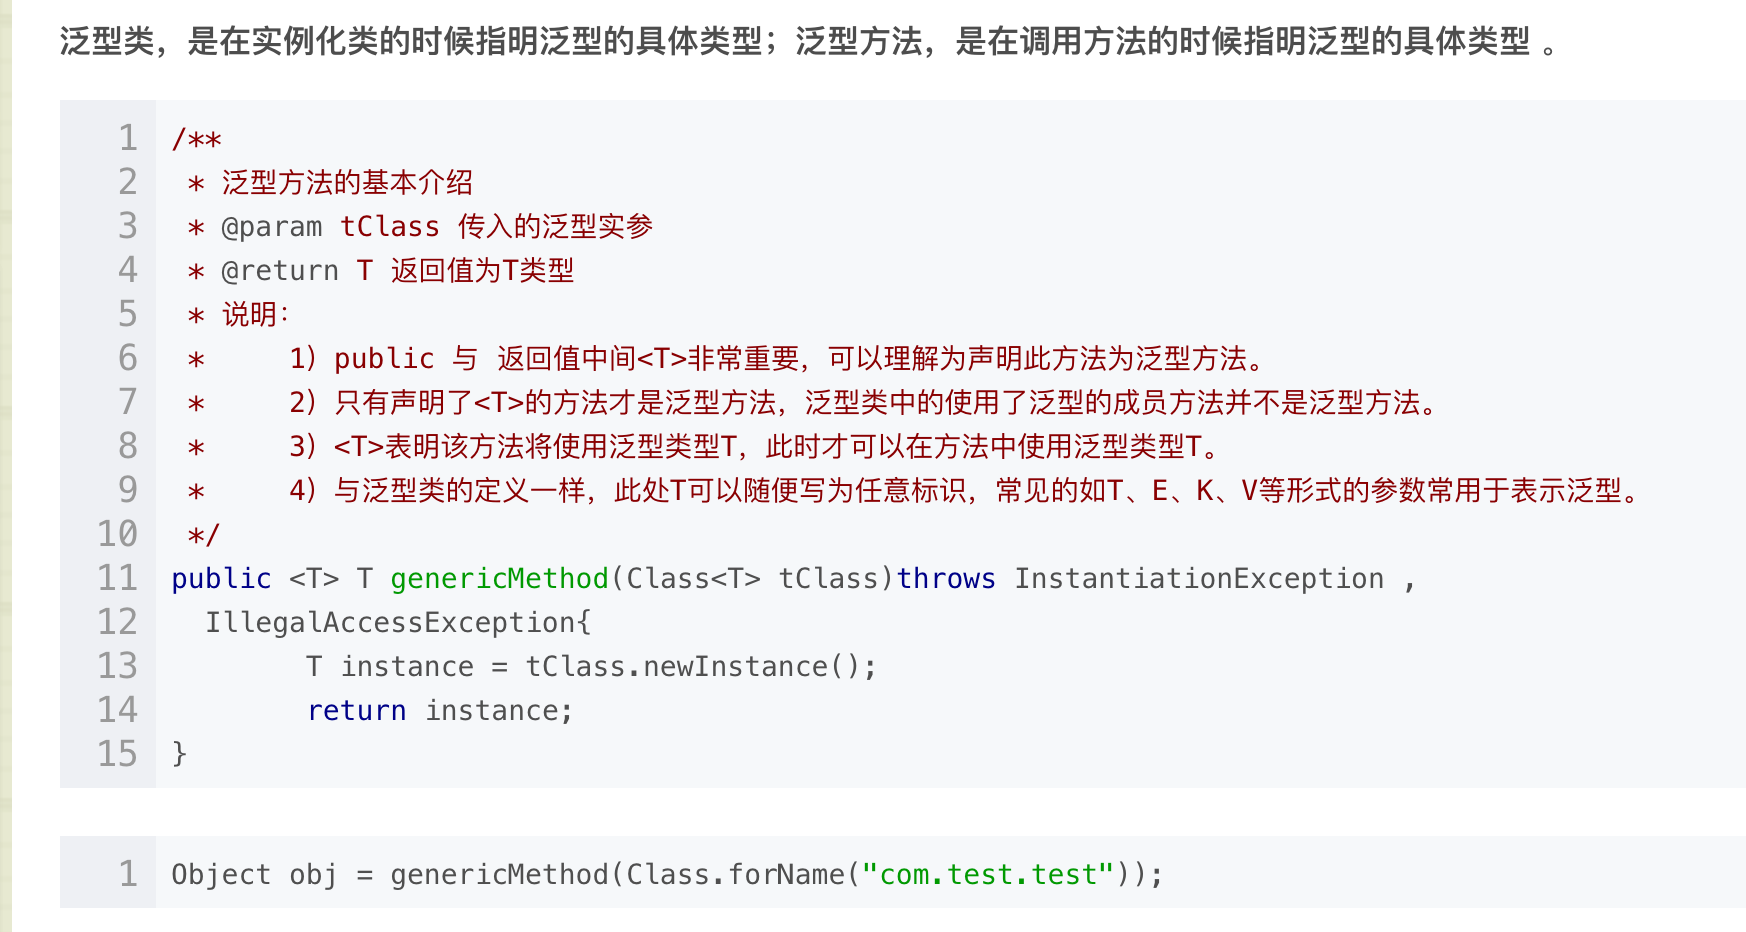 泛型类，是在实例化类的时候指明泛型的具体类型；泛型方法，是在调用方法的时候指明泛型的具体类型 。
1 /**
2  * 泛型方法的基本介绍
3  * @param tClass 传入的泛型实参
4  * @return T 返回值为T类型
5  * 说明：
6  *     1）public 与 返回值中间<T>非常重要，可以理解为声明此方法为泛型方法。
7  *     2）只有声明了<T>的方法才是泛型方法，泛型类中的使用了泛型的成员方法并不是泛型方法。
8  *     3）<T>表明该方法将使用泛型类型T，此时才可以在方法中使用泛型类型T。
9  *     4）与泛型类的定义一样，此处T可以随便写为任意标识，常见的如T、E、K、V等形式的参数常用于表示泛型。
10  */
11 public <T> T genericMethod(Class<T> tClass)throws InstantiationException ,
12   IllegalAccessException{
13         T instance = tClass.newInstance();
14         return instance;
15 }
1 Object obj = genericMethod(Class.forName("com.test.test"));